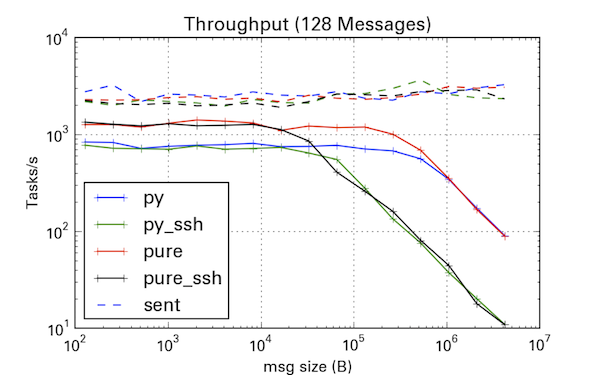 Throughput (128 Messages)
10^4
10^3
10^2
10^1
Tasks/s
py
py_ssh
pure
pure_ssh
sent
10^2 10^3 10^4 10^5 10^6 10^7
msg size (B)